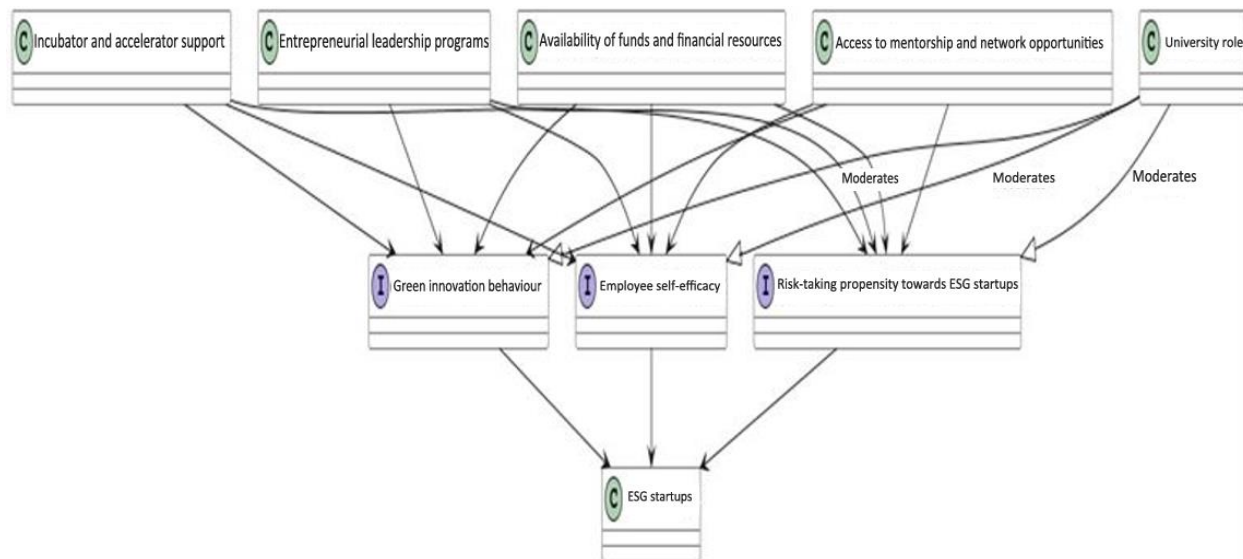 C Incubator and accelerator support
C Entrepreneurial leadership programs
C Availability of funds and financial resources
C Access to mentorship and network opportunities
C University role
Moderates
Moderates
Moderates
I Green innovation behaviour
I Employee self-efficacy
I Risk-taking propensity towards ESG startups
C ESG startups